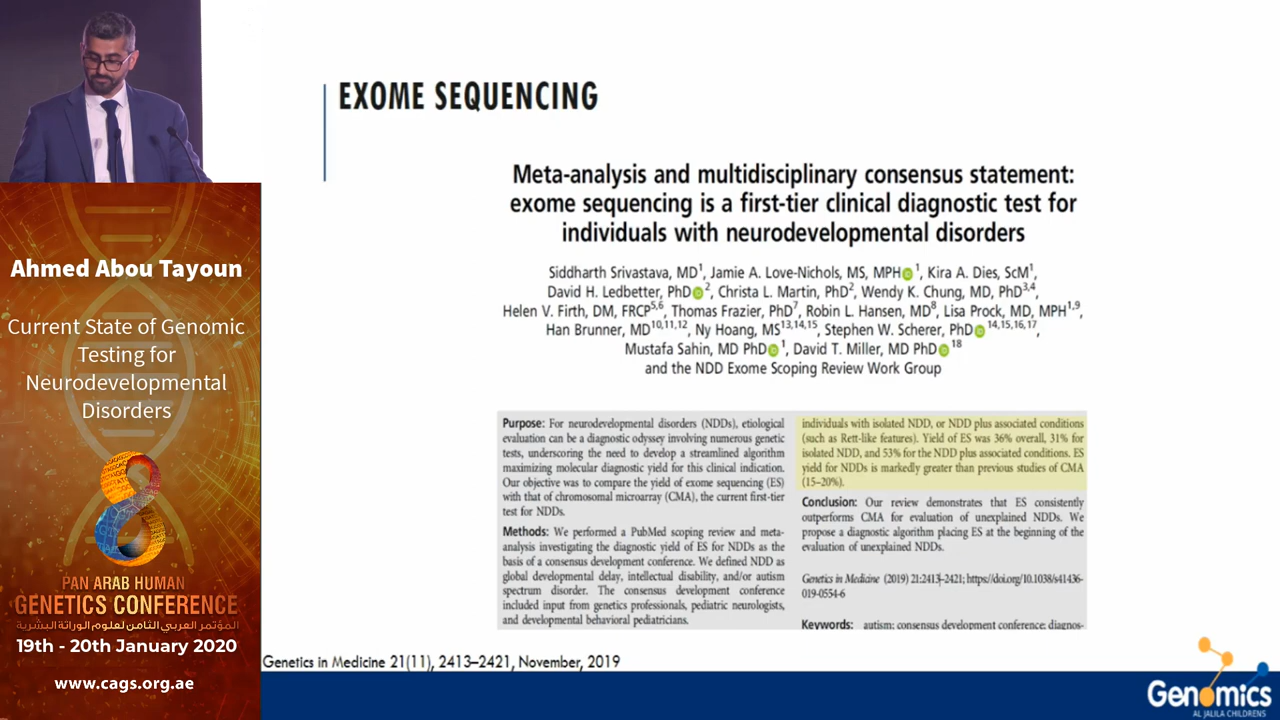 EXOME SEQUENCING
Meta-analysis and multidisciplinary consensus statement:
exome sequencing is a first-tier clinical diagnostic test for
individuals with neurodevelopmental disorders
Siddharth Srivastava, MD1, Jamie A. Love-Nichols, MS, MPH 1, Kira A. Dies, ScM1,
David H. Ledbetter, PhD 2, Christa L. Martin, PhD2, Wendy K. Chung, MD, PhD3,4,
Helen V. Firth, DM, FRCP5,6, Thomas Frazier, PhD7, Robin L. Hansen, MD8, Lisa Prock, MD, MPH1,9,
Han Brunner, MD10,11,12, Ny Hoang, MS13,14,15, Stephen W. Scherer, PhD 14,15,16,17,
Mustafa Sahin, MD PhD 1, David T. Miller, MD PhD 18
and the NDD Exome Scoping Review Work Group
Purpose: For neurodevelopmental disorders (NDDs), etiological
evaluation can be a diagnostic odyssey involving numerous genetic
tests, underscoring the need to develop a streamlined algorithm
maximizing molecular diagnostic yield for this clinical indication.
Our objective was to compare the yield of exome sequencing (ES)
with that of chromosomal microarray (CMA), the current first-tier
test for NDDs.
Methods: We performed a PubMed scoping review and meta-
analysis investigating the diagnostic yield of ES for NDDs as the
basis of a consensus development conference. We defined NDD as
global developmental delay, intellectual disability, and/or autism
spectrum disorder. The consensus development conference
included input from genetics professionals, pediatric neurologists,
and developmental behavioral pediatricians.
individuals with isolated NDD, or NDD plus associated conditions
(such as Rett-like features). Yield of ES was 36% overall, 31% for
isolated NDD, and 53% for the NDD plus associated conditions. ES
yield for NDDs is markedly greater than previous studies of CMA
(15–20%).
Conclusion: Our review demonstrates that ES consistently
outperforms CMA for evaluation of unexplained NDDs. We
propose a diagnostic algorithm placing ES at the beginning of the
evaluation of unexplained NDDs.
Genetics in Medicine (2019) 21:2413–2421; https://doi.org/10.1038/s41436-
019-0554-6
Keywords: autism; consensus development conference; diagnos-
Genetics in Medicine 21(11), 2413–2421, November, 2019
Ahmed Abou Tayoun
Current State of Genomic
Testing for
Neurodevelopmental
Disorders
PAN ARAB HUMAN
GENETICS CONFERENCE
المؤتمر العربي الثامن لعلوم الوراثة البشرية
19th - 20th January 2020
www.cags.org.ae
Genomics
AL JALILA CHILDRENS